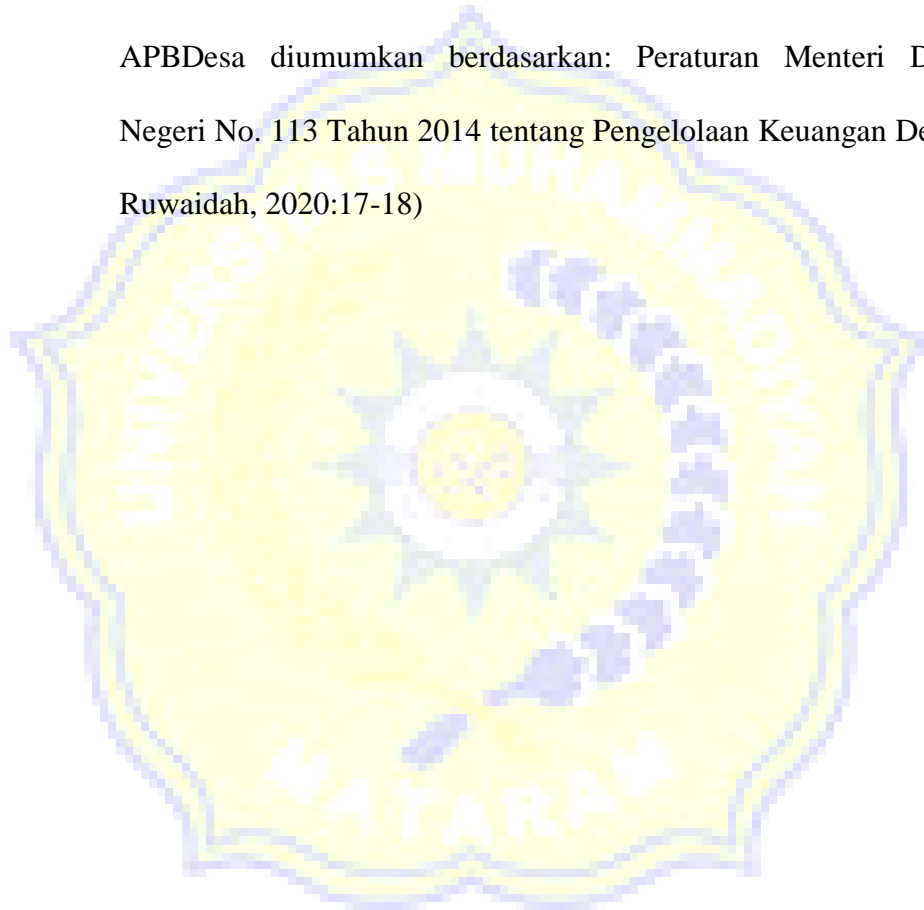 APBDesa diumumkan berdasarkan: Peraturan Menteri D
Negeri No. 113 Tahun 2014 tentang Pengelolaan Keuangan De
Ruwaidah, 2020:17-18)
UNIVERSITAS MUHAMMADIYAH
MATARAM